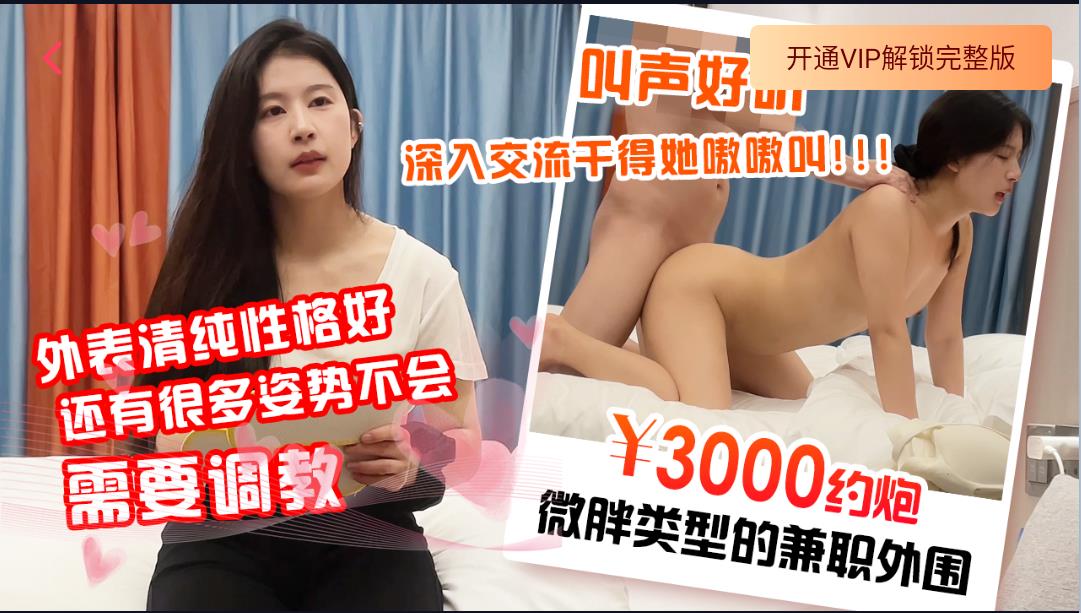 开通VIP解锁完整版
叫声好听
深入交流干得她嗷嗷叫!!!
外表清纯性格好
还有很多姿势不会
需要调教
¥3000约炮
微胖类型的兼职外围